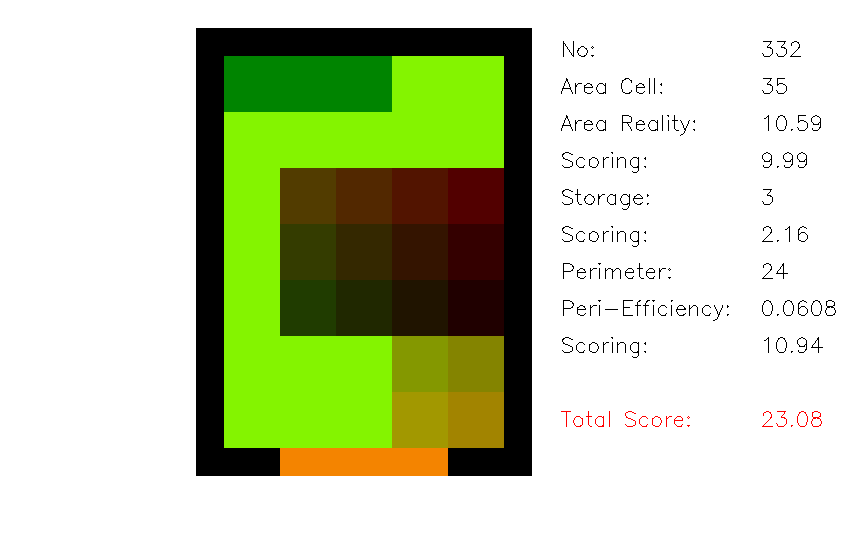 No: 332
Area Cell: 35
Area Reality: 10.59
Scoring: 9.99
Storage: 3
Scoring: 2.16
Perimeter: 24
Peri-Efficiency: 0.0608
Scoring: 10.94
Total Score: 23.08